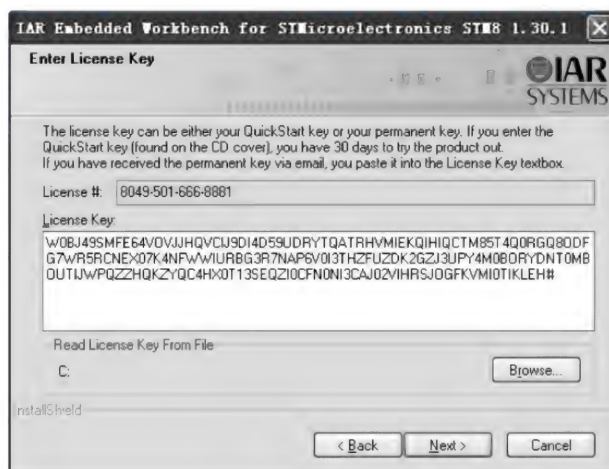 IAR Embedded Workbench for STMicroelectronics STM8 1.30.1
Enter License Key
IAR
SYSTEMS
The license key can be either your QuickStart key or your permanent key. If you enter the
QuickStart key (found on the CD cover), you have 30 days to try the product out.
If you have received the permanent key via email, you paste it into the License Key textbox.
License #: 8049-501-666-8881
License Key:
Read License Key From File
C:
Browse...
InstallShield
< Back Next > Cancel